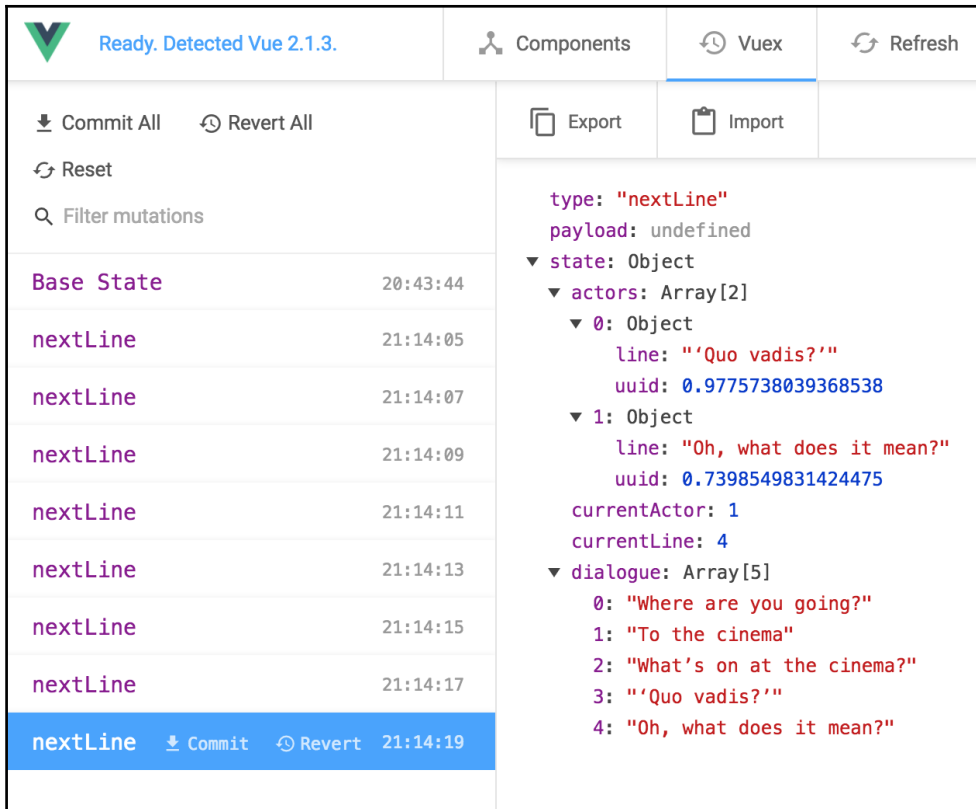 Ready. Detected Vue 2.1.3.
Components
Vuex
Refresh
Commit All
Revert All
Reset
Filter mutations
Base State 20:43:44
nextLine 21:14:05
nextLine 21:14:07
nextLine 21:14:09
nextLine 21:14:11
nextLine 21:14:13
nextLine 21:14:15
nextLine 21:14:17
nextLine Commit Revert 21:14:19
Export
Import
type: "nextLine"
payload: undefined
state: Object
actors: Array[2]
0: Object
line: "‘Quo vadis?’"
uuid: 0.9775738039368538
1: Object
line: "Oh, what does it mean?"
uuid: 0.7398549831424475
currentActor: 1
currentLine: 4
dialogue: Array[5]
0: "Where are you going?"
1: "To the cinema"
2: "What’s on at the cinema?"
3: "‘Quo vadis?’"
4: "Oh, what does it mean?"